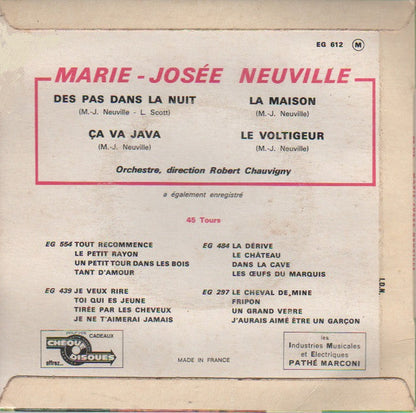 EG 612 M
MARIE - JOSÉE NEUVILLE
DES PAS DANS LA NUIT
(M.-J. Neuville - L. Scott)
ÇA VA JAVA
(M.-J. Neuville)
LA MAISON
(M.-J. Neuville)
LE VOLTIGEUR
(M.-J. Neuville)
Orchestre, direction Robert Chauvigny
a également enregistré
45 Tours
EG 554 TOUT RECOMMENCE
LE PETIT RAYON
UN PETIT TOUR DANS LES BOIS
TANT D'AMOUR
EG 484 LA DÉRIVE
LE CHÂTEAU
DANS LA CAVE
LES ŒUFS DU MARQUIS
EG 439 JE VEUX RIRE
TOI QUI ES JEUNE
TIRÉE PAR LES CHEVEUX
JE NE T'AIMERAI JAMAIS
EG 297 LE CHEVAL DE MINE
FRIPON
UN GRAND VERRE
J'AURAIS AIMÉ ÊTRE UN GARÇON
I.D.N.
pour vos
CADEAUX
CHÈQUE
DISQUES
offrez...
MADE IN FRANCE
les
Industries Musicales
et Electriques
PATHÉ MARCONI